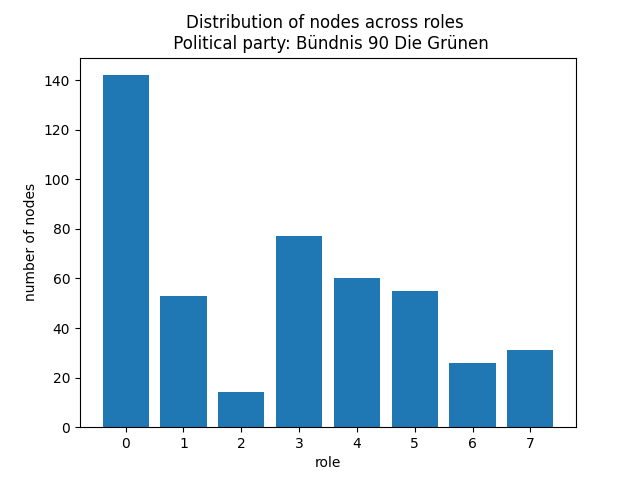 Distribution of nodes across roles
Political party: Bündnis 90 Die Grünen
140
120
100
80
60
40
20
0
number of nodes
0 1 2 3 4 5 6 7
role